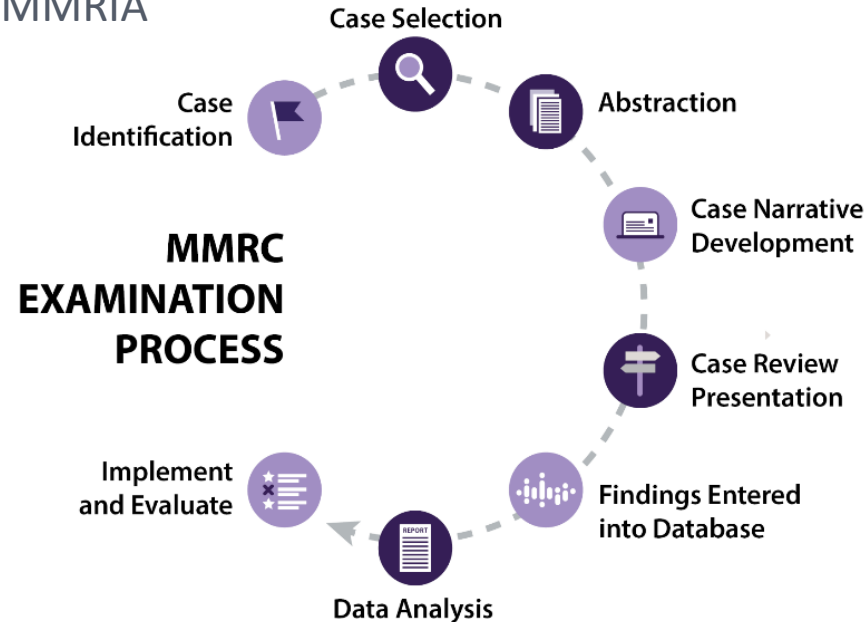 MMRIA
Case Selection
Case
Identification
Abstraction
Case Narrative
Development
MMRC
EXAMINATION
PROCESS
Case Review
Presentation
Implement
and Evaluate
Findings Entered
into Database
REPORT
Data Analysis